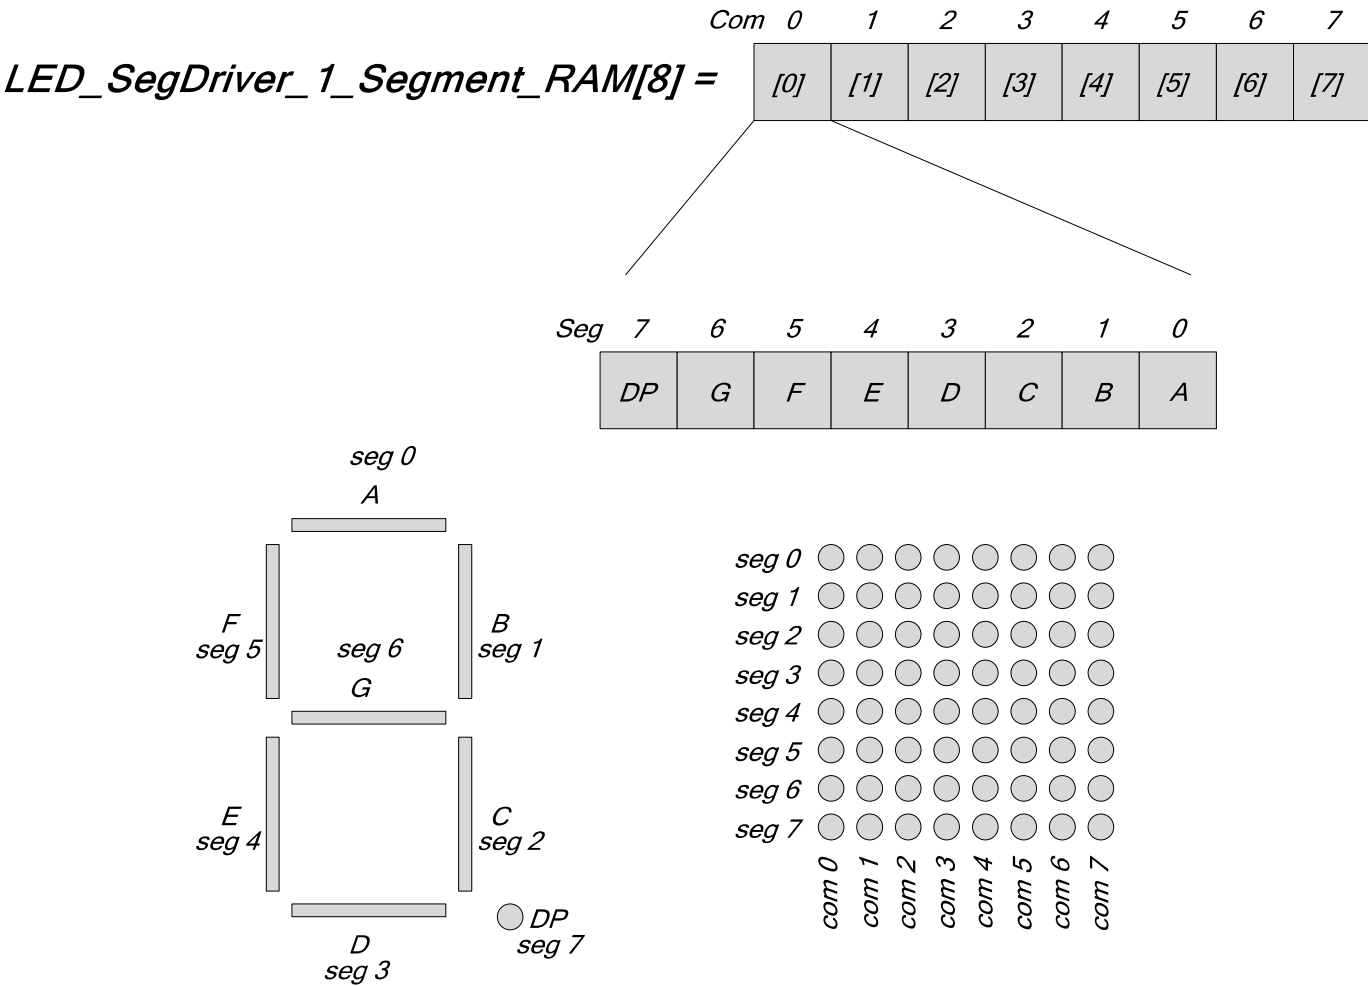 Com 0 1 2 3 4 5 6 7
LED_SegDriver_1_Segment_RAM[8] = [0] [1] [2] [3] [4] [5] [6] [7]
Seg 7 6 5 4 3 2 1 0
DP G F E D C B A
seg 0
A
F
seg 5
B
seg 1
seg 6
G
E
seg 4
C
seg 2
DP
seg 7
D
seg 3
seg 0
seg 1
seg 2
seg 3
seg 4
seg 5
seg 6
seg 7
com 0
com 1
com 2
com 3
com 4
com 5
com 6
com 7